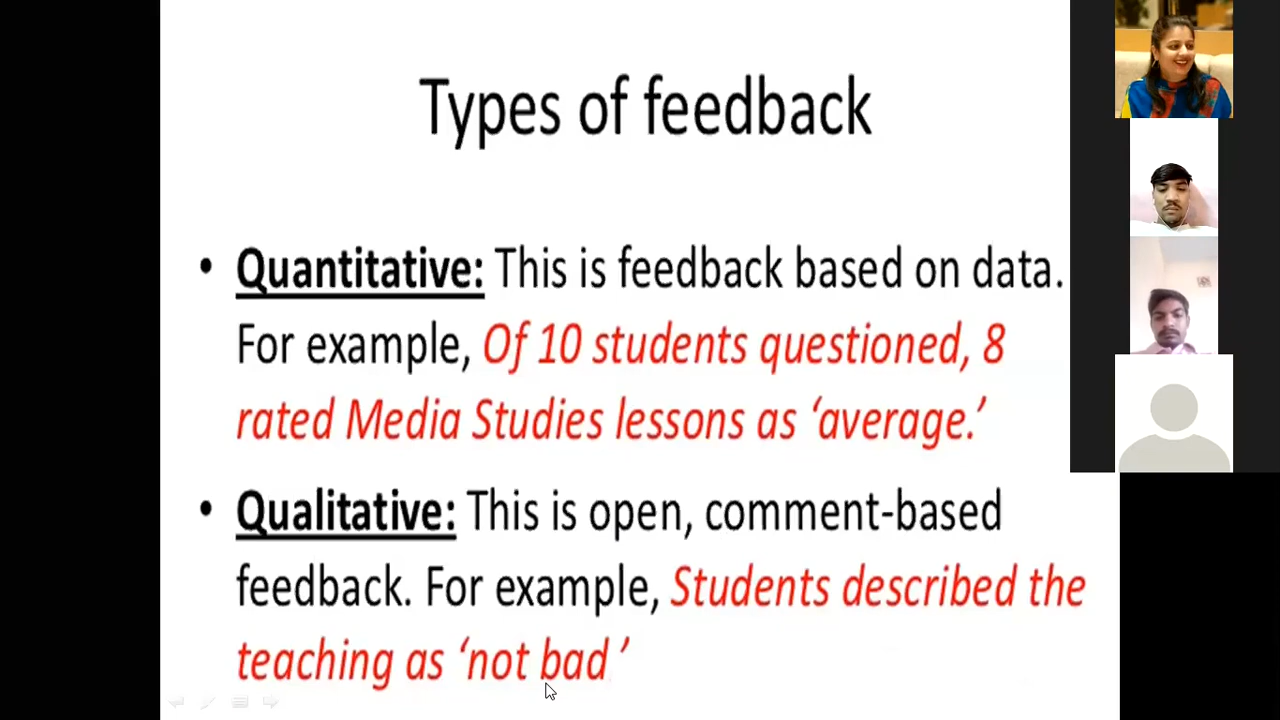 Types of feedback
• Quantitative: This is feedback based on data.
For example, Of 10 students questioned, 8
rated Media Studies lessons as ‘average.’
• Qualitative: This is open, comment-based
feedback. For example, Students described the
teaching as ‘not bad ’